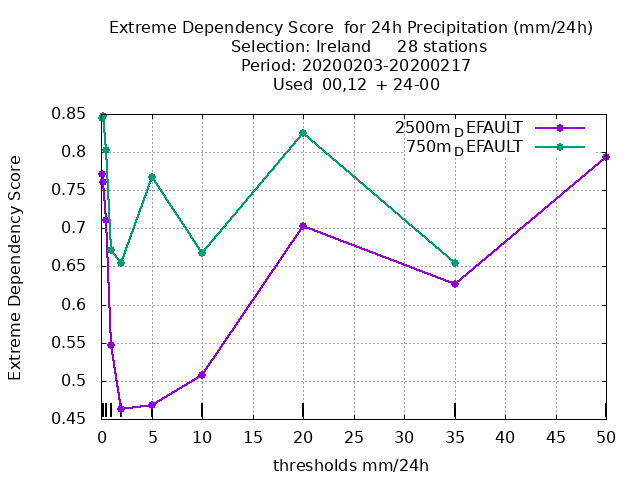 Extreme Dependency Score  for 24h Precipitation (mm/24h)
Selection: Ireland     28 stations
Period: 20200203-20200217
Used  00,12  + 24-00
2500m_DEFAULT
750m_DEFAULT
Extreme Dependency Score
0.85
0.8
0.75
0.7
0.65
0.6
0.55
0.5
0.45
0 5 10 15 20 25 30 35 40 45 50
thresholds mm/24h